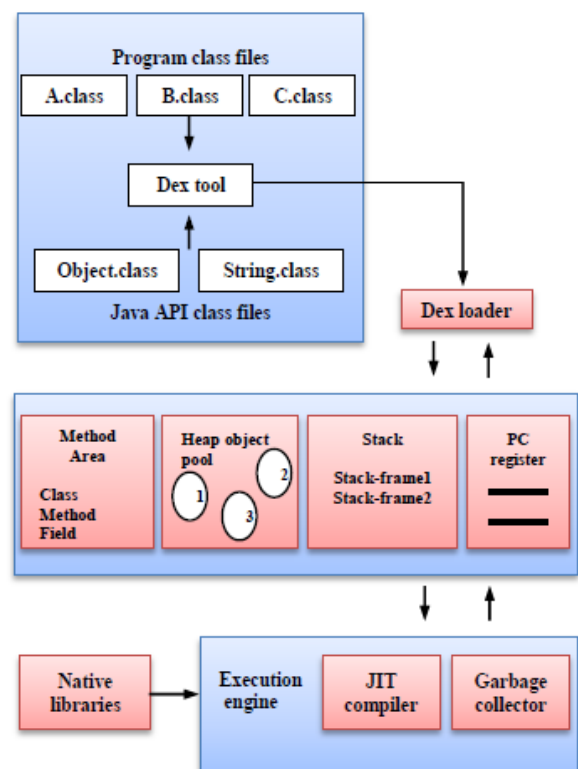 Program class files
A.class
B.class
C.class
Dex tool
Object.class
String.class
Java API class files
Dex loader
Method
Area
Class
Method
Field
Heap object
pool
1
2
3
Stack
Stack-frame1
Stack-frame2
PC
register
Native
libraries
Execution
engine
JIT
compiler
Garbage
collector